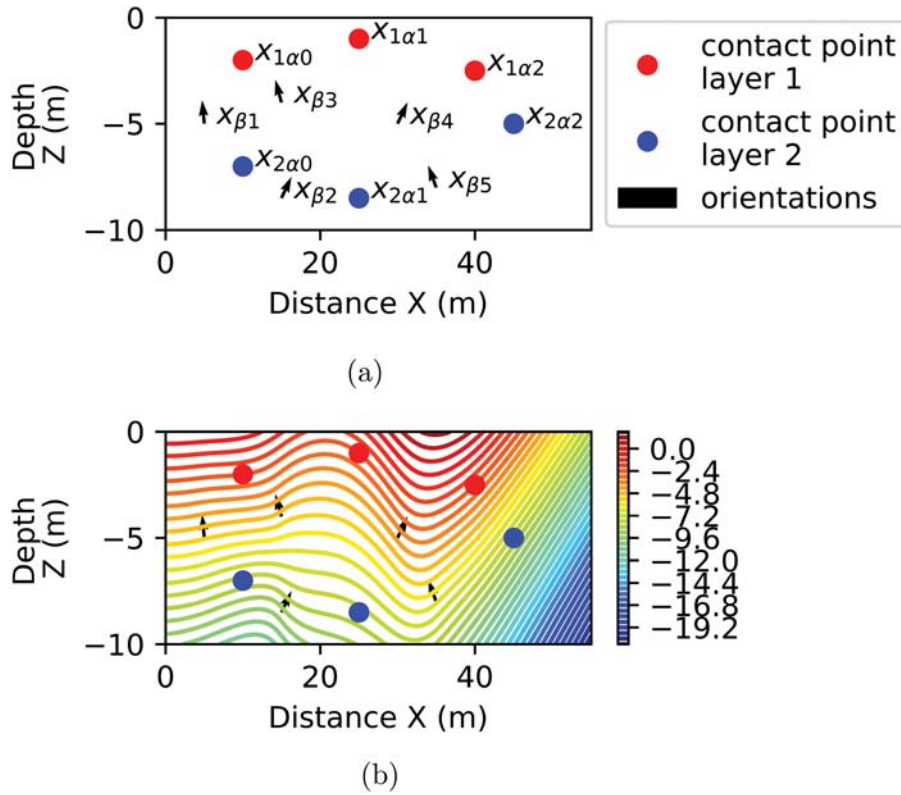 0
−5
−10
Depth
Z (m)
x1α0
x1α1
x1α2
xβ3
xβ1
xβ4
x2α2
x2α0
xβ2
x2α1
xβ5
0
20
40
Distance X (m)
contact point
layer 1
contact point
layer 2
orientations
(a)
0
−5
−10
Depth
Z (m)
0
20
40
Distance X (m)
0.0
−2.4
−4.8
−7.2
−9.6
−12.0
−14.4
−16.8
−19.2
(b)